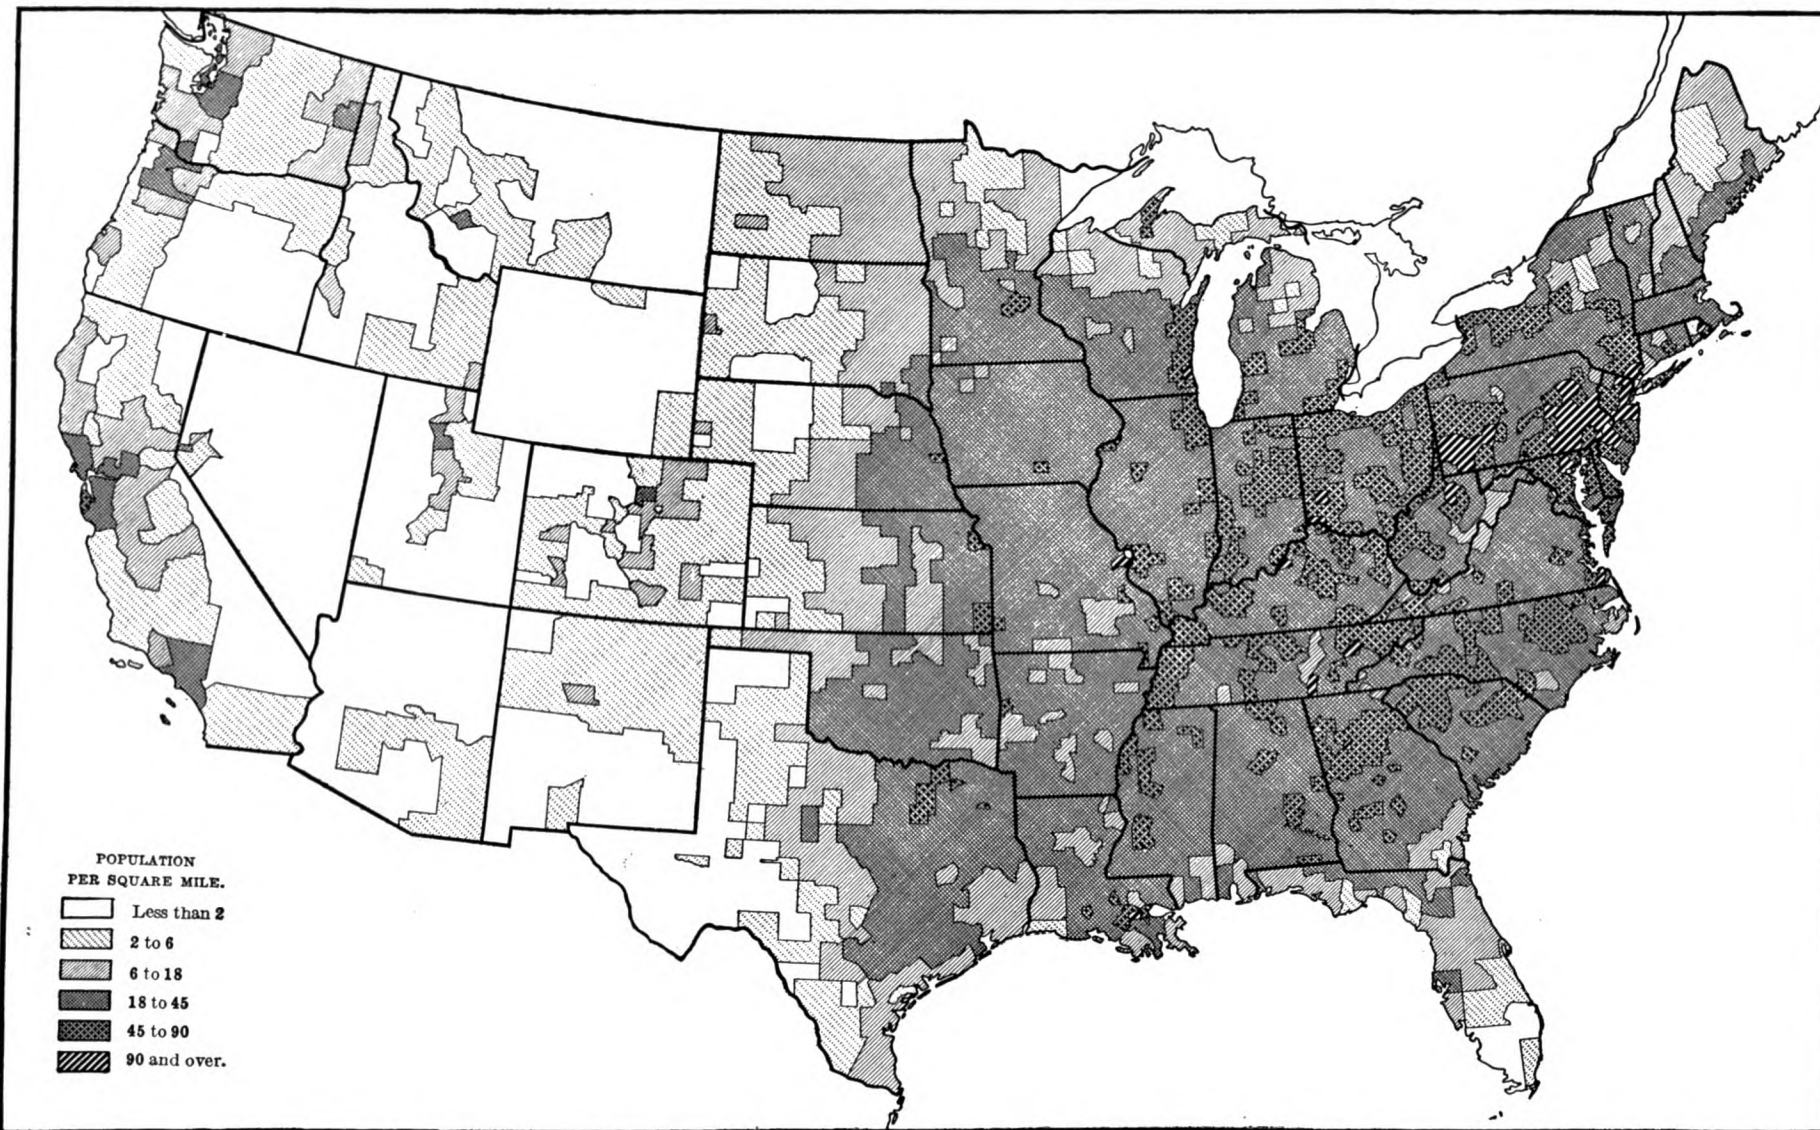 POPULATION
PER SQUARE MILE.
Less than 2
2 to 6
6 to 18
18 to 45
45 to 90
90 and over.